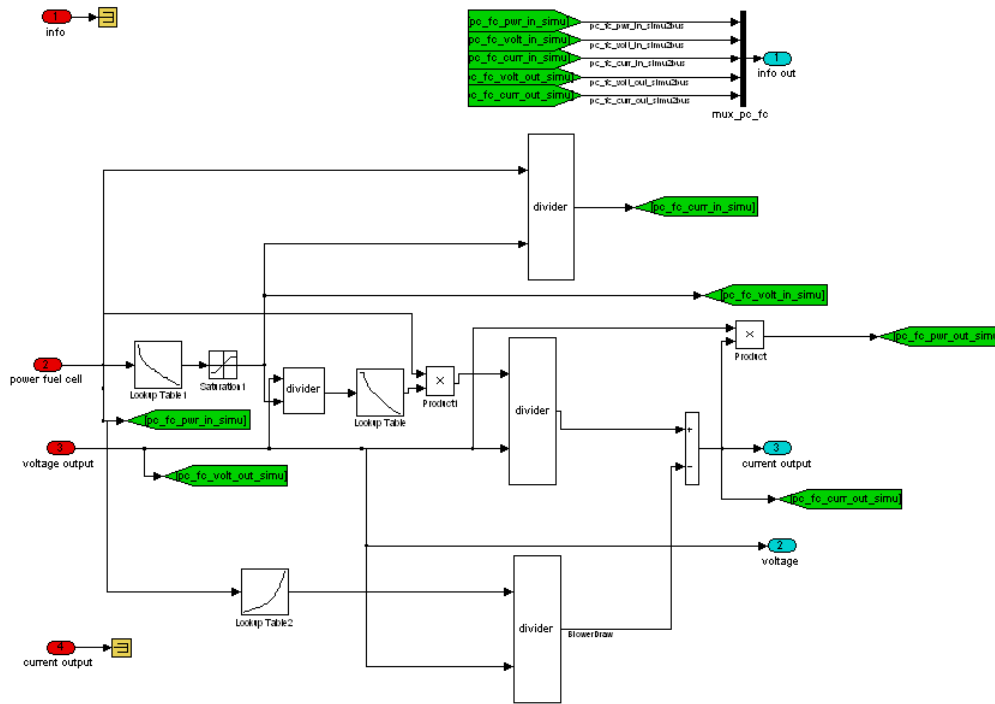 1
info
[pc_fc_pwr_in_simu]
pc_fc_pwr_in_simu2bus
[pc_fc_volt_in_simu]
pc_fc_volt_in_simu2bus
[pc_fc_curr_in_simu]
pc_fc_curr_in_simu2bus
[pc_fc_volt_out_simu]
pc_fc_volt_out_simu2bus
[pc_fc_curr_out_simu]
pc_fc_curr_out_simu2bus
1
info out
mux_pc_fc
divider
[pc_fc_curr_in_simu]
[pc_fc_volt_in_simu]
[pc_fc_pwr_out_simu
Product
2
power fuel cell
Lookup Table1
Saturation1
divider
Lookup Table
Product1
divider
[pc_fc_pwr_in_simu]
3
voltage output
[pc_fc_volt_out_simu]
+
−
3
current output
[pc_fc_curr_out_simu]
2
voltage
Lookup Table2
divider
BlowerDraw
4
current output